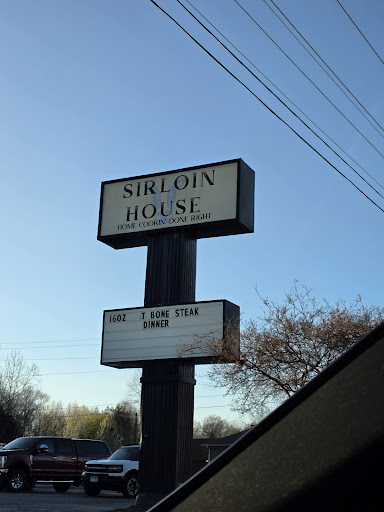 SIRLOIN
HOUSE
HOME COOKIN' DONE RIGHT
16OZ T BONE STEAK
DINNER